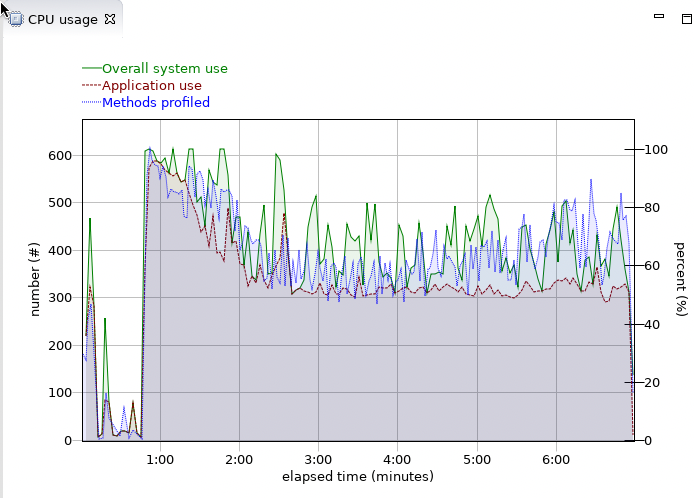 CPU usage
Overall system use
Application use
Methods profiled
600
500
400
300
200
100
0
number (#)
100
80
60
40
20
0
percent (%)
1:00 2:00 3:00 4:00 5:00 6:00
elapsed time (minutes)